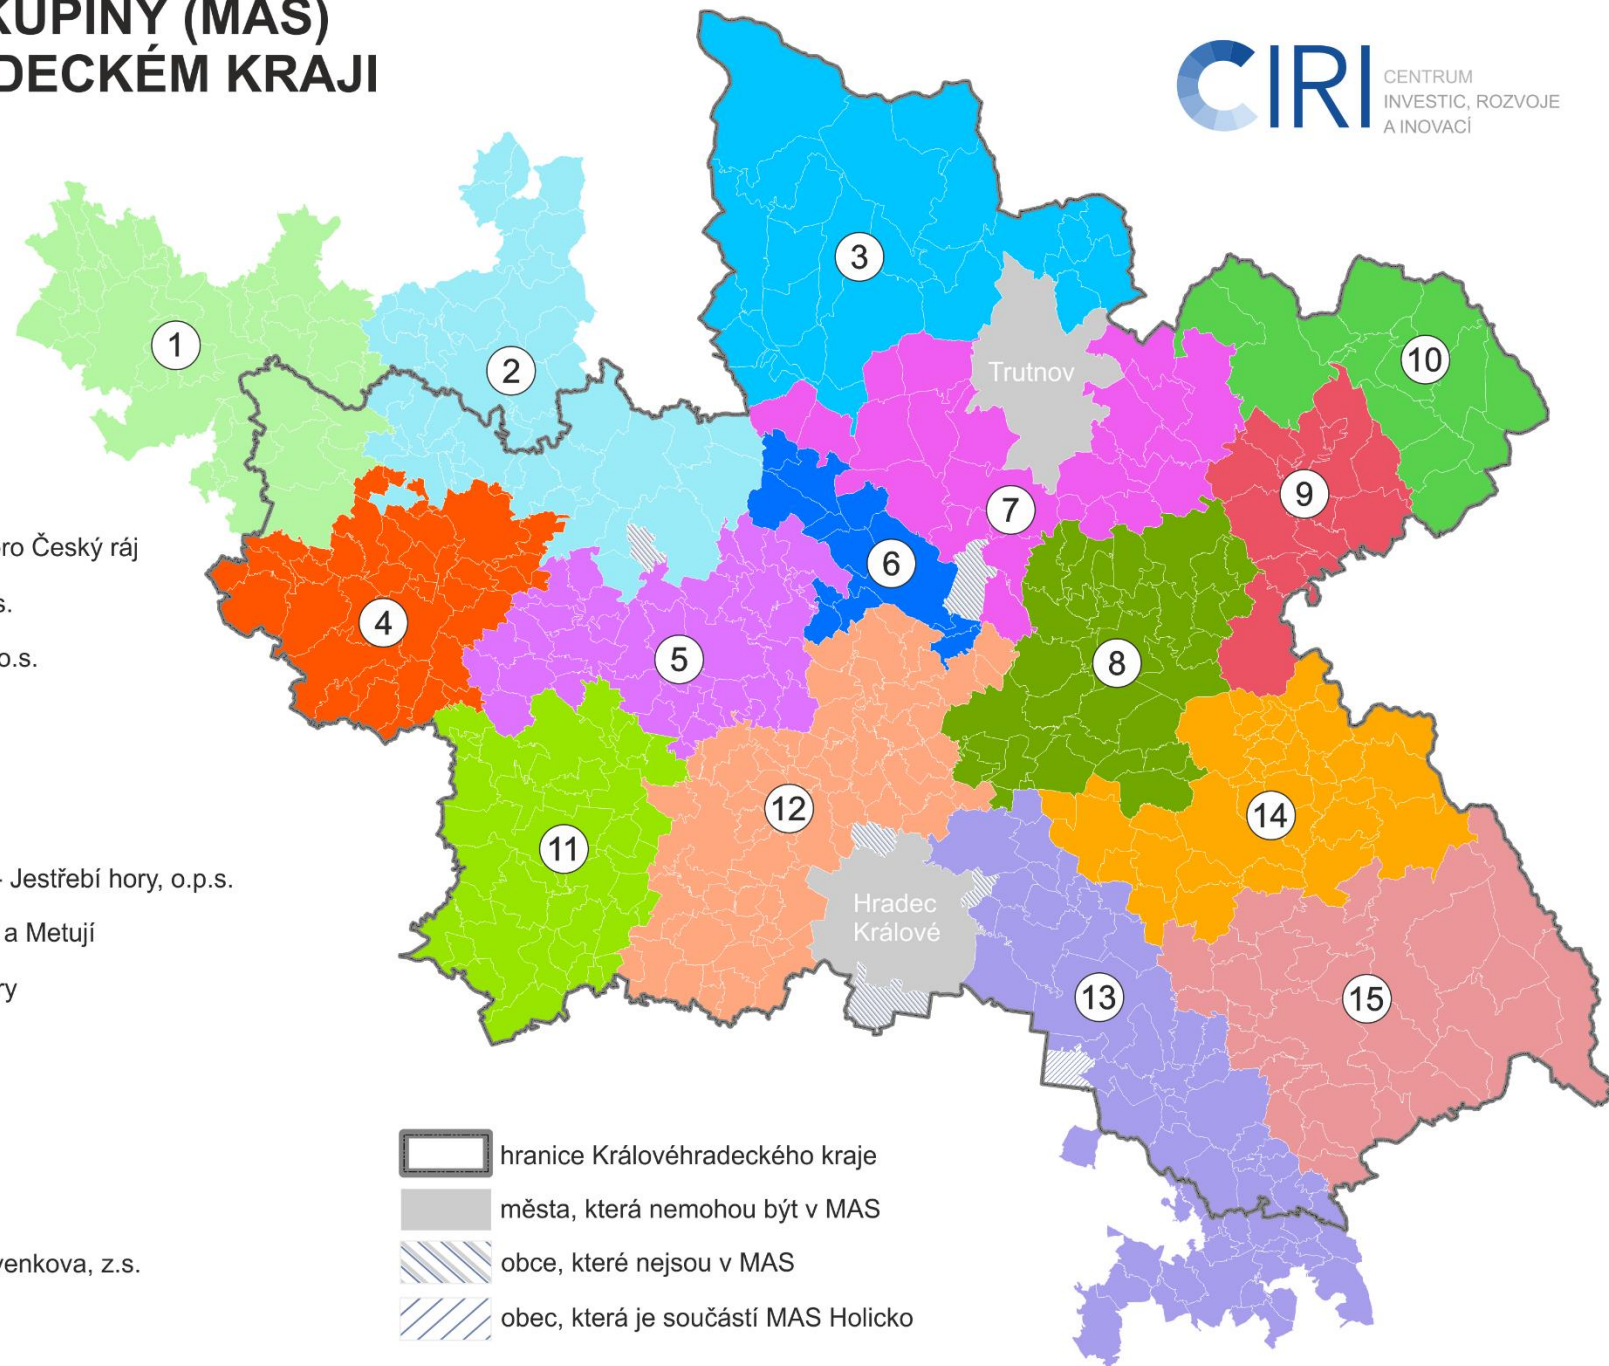 KUPINY (MAS)
DECKÉM KRAJI
CIRI
CENTRUM
INVESTIC, ROZVOJE
A INOVACÍ
3
1
2
10
Trutnov
9
7
ro Český ráj
6
s.
4
o.s.
5
8
12
14
11
- Jestřebí hory, o.p.s.
Hradec
Králové
a Metují
ry
13
15
hranice Královéhradeckého kraje
města, která nemohou být v MAS
venkova, z.s.
obce, které nejsou v MAS
obec, která je součástí MAS Holicko